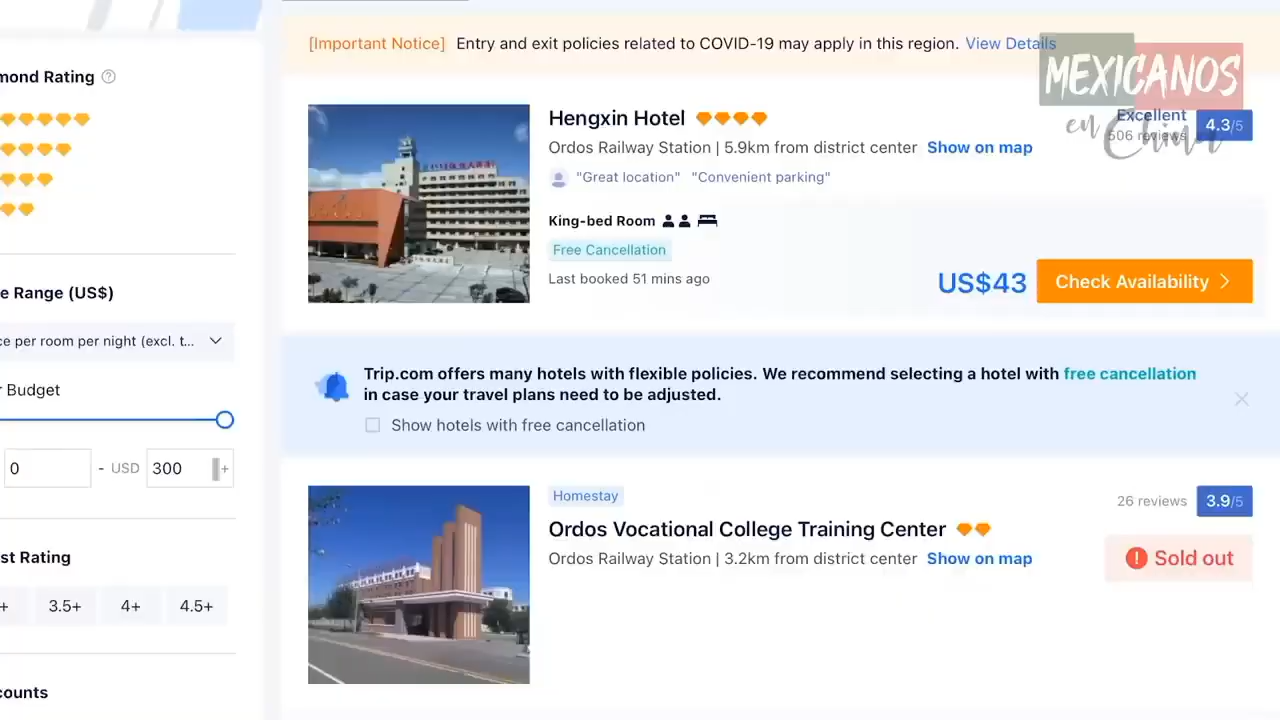 [Important Notice] Entry and exit policies related to COVID-19 may apply in this region. View Details
MEXICANOS
en China
mond Rating
Hengxin Hotel
Excellent
506 reviews
4.3/5
Ordos Railway Station | 5.9km from district center Show on map
"Great location" "Convenient parking"
King-bed Room
Free Cancellation
Last booked 51 mins ago
US$43
Check Availability
e Range (US$)
ce per room per night (excl. t...
r Budget
0 - USD 300 +
Trip.com offers many hotels with flexible policies. We recommend selecting a hotel with free cancellation
in case your travel plans need to be adjusted.
Show hotels with free cancellation
Homestay
26 reviews
3.9/5
Ordos Vocational College Training Center
Ordos Railway Station | 3.2km from district center Show on map
Sold out
st Rating
+ 3.5+ 4+ 4.5+
counts